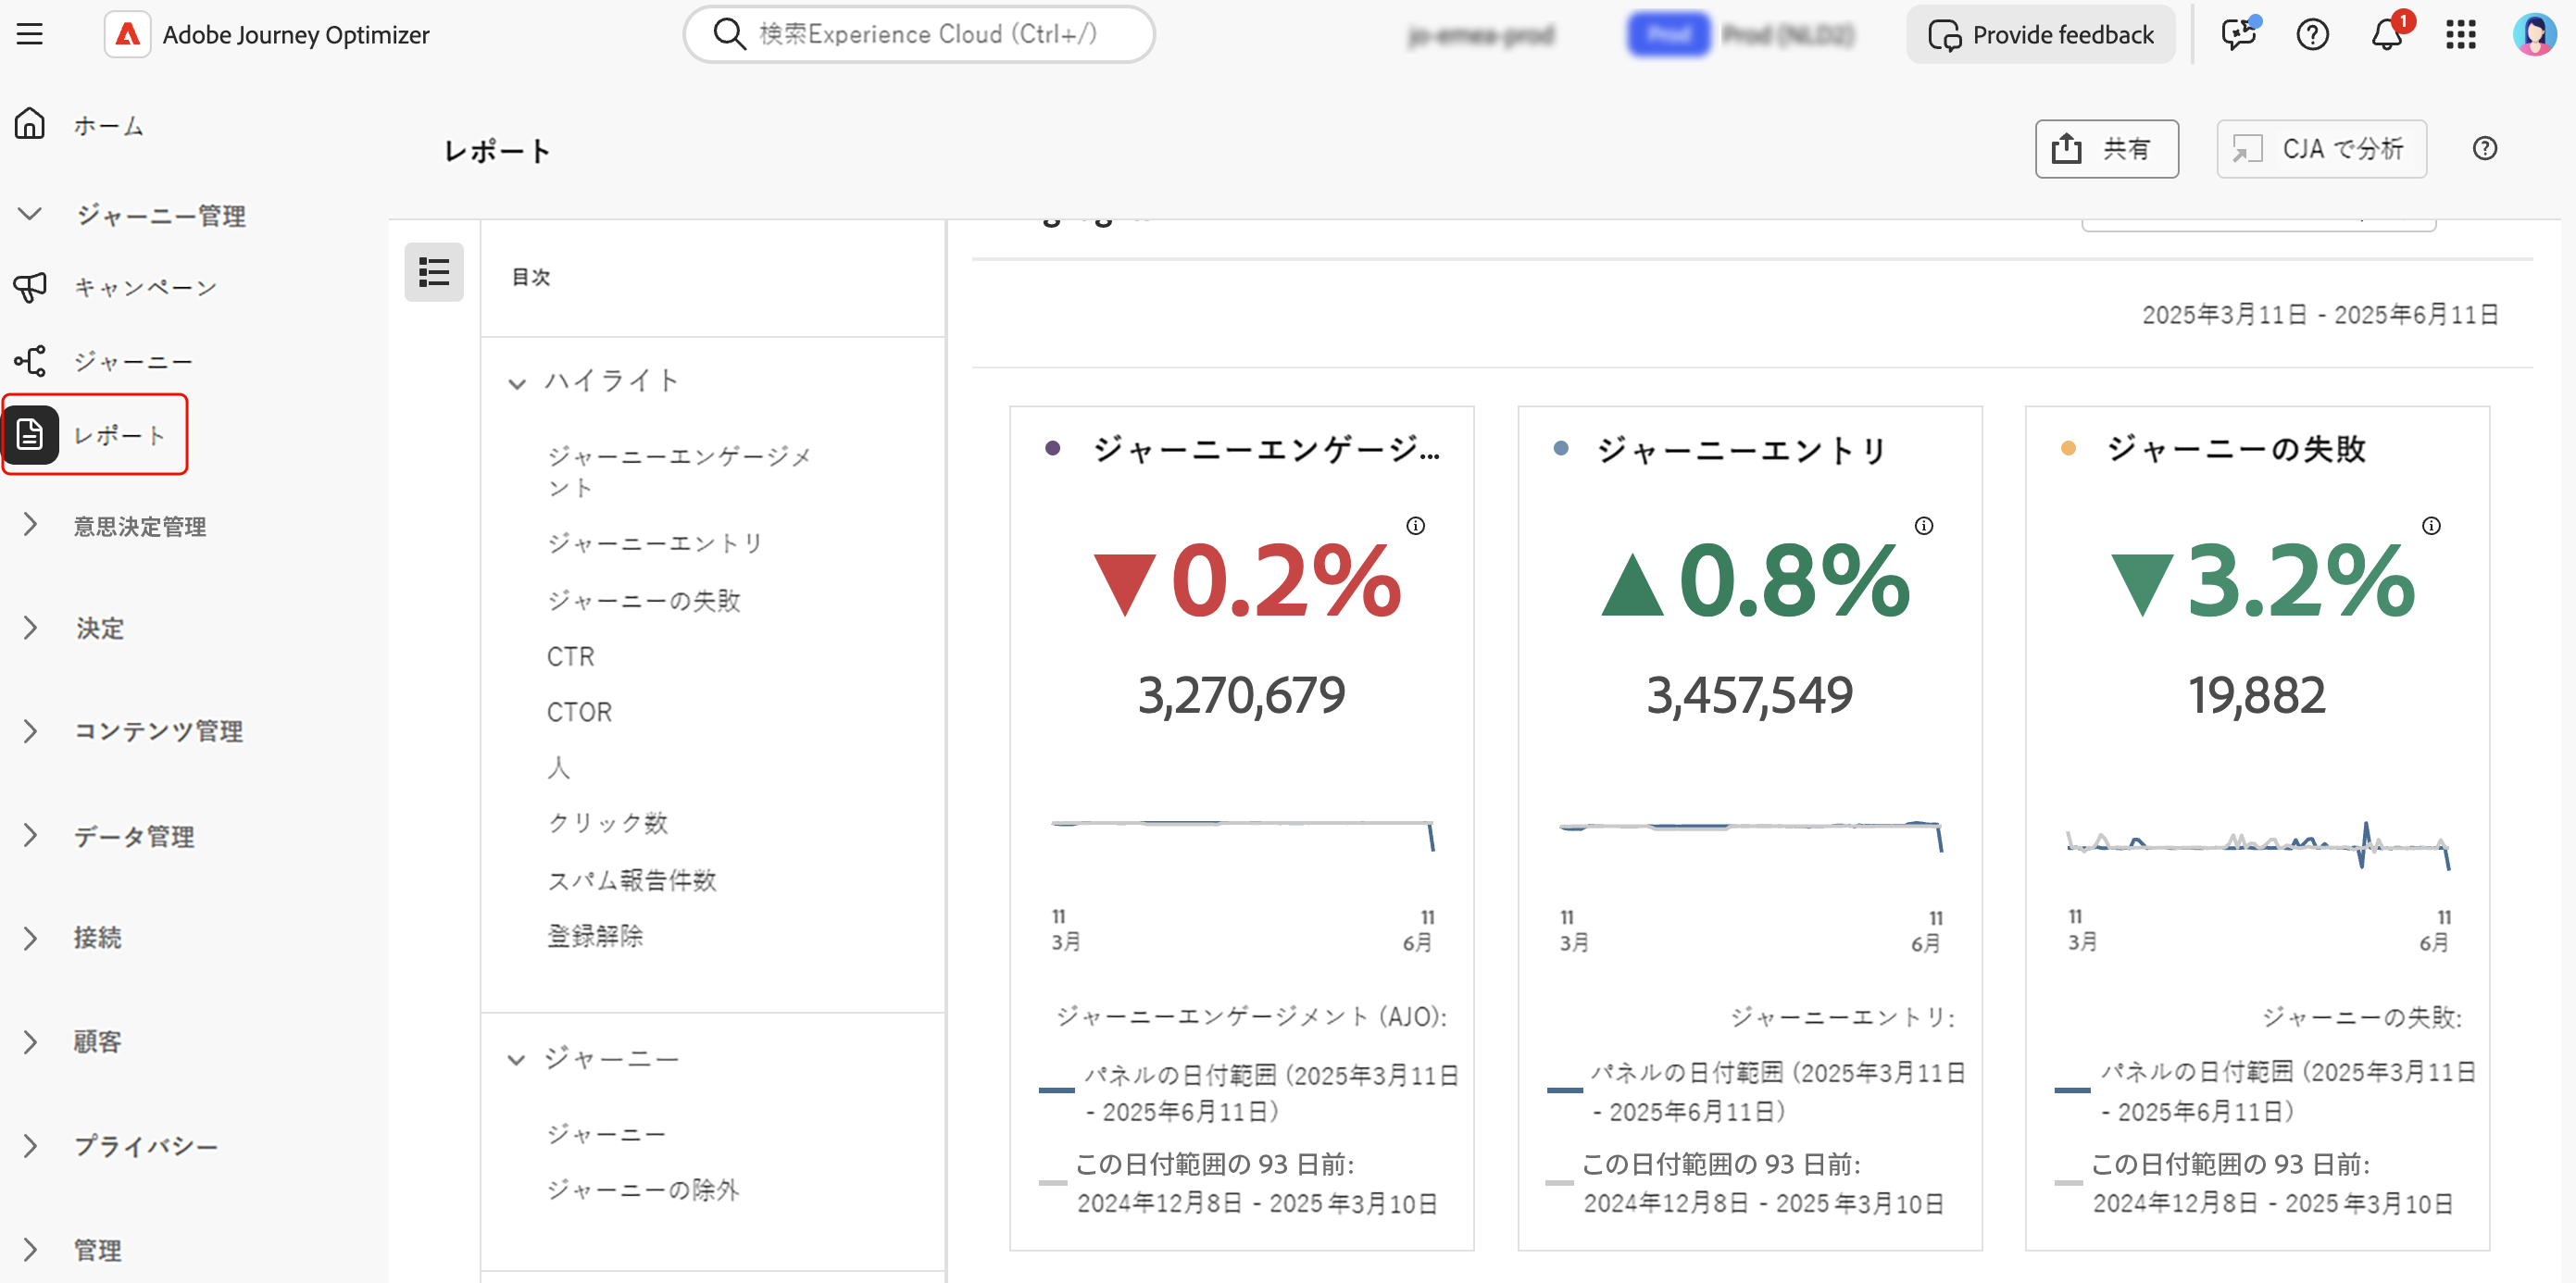 Adobe Journey Optimizer
検索Experience Cloud (Ctrl+/)
jo-emea-prod
Prod
Prod (NLD2)
Provide feedback
1
ホーム
ジャーニー管理
キャンペーン
ジャーニー
レポート
意思決定管理
決定
コンテンツ管理
データ管理
接続
顧客
プライバシー
管理
レポート
共有
CJA で分析
目次
ハイライト
ジャーニーエンゲージメ
ント
ジャーニーエントリ
ジャーニーの失敗
CTR
CTOR
人
クリック数
スパム報告件数
登録解除
ジャーニー
ジャーニー
ジャーニーの除外
2025年3月11日 - 2025年6月11日
ジャーニーエンゲージ...
▼0.2%
3,270,679
11
3月
11
6月
ジャーニーエンゲージメント (AJO):
パネルの日付範囲 (2025年3月11日
- 2025年6月11日)
この日付範囲の 93 日前:
2024年12月8日 - 2025年3月10日
ジャーニーエントリ
▲0.8%
3,457,549
11
3月
11
6月
ジャーニーエントリ:
パネルの日付範囲 (2025年3月11日
- 2025年6月11日)
この日付範囲の 93 日前:
2024年12月8日 - 2025年3月10日
ジャーニーの失敗
▼3.2%
19,882
11
3月
11
6月
ジャーニーの失敗:
パネルの日付範囲 (2025年3月11日
- 2025年6月11日)
この日付範囲の 93 日前:
2024年12月8日 - 2025年3月10日